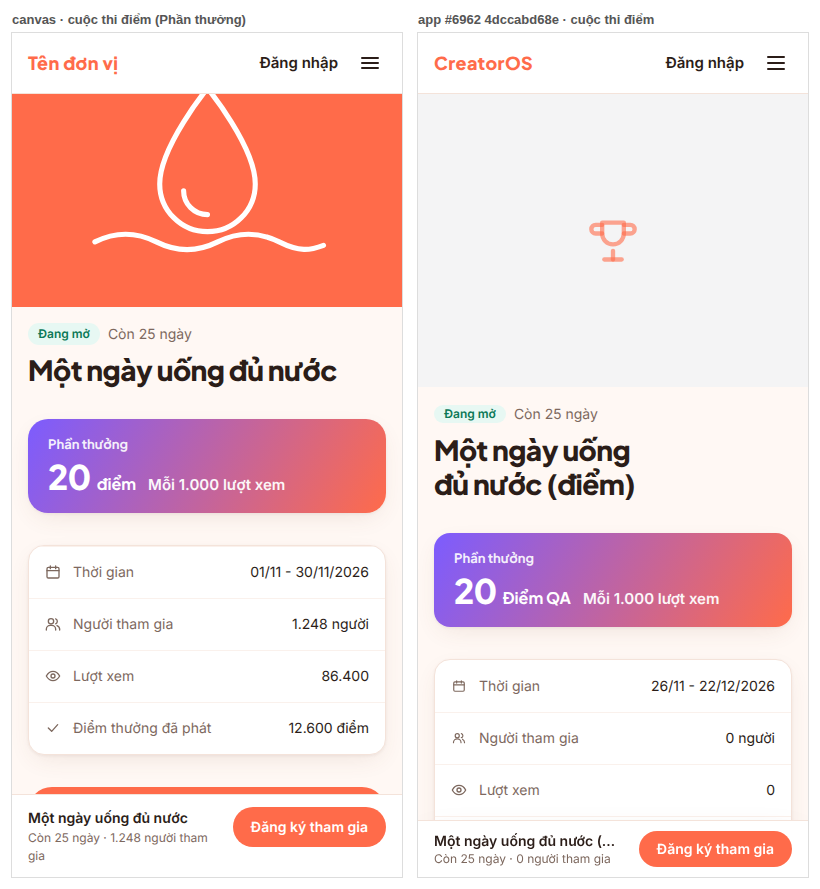 canvas · cuộc thi điểm (Phần thưởng)
Tên đơn vị
Đăng nhập
Đang mở
Còn 25 ngày
Một ngày uống đủ nước
Phần thưởng
20 điểm Mỗi 1.000 lượt xem
Thời gian 01/11 - 30/11/2026
Người tham gia 1.248 người
Lượt xem 86.400
Điểm thưởng đã phát 12.600 điểm
Một ngày uống đủ nước
Còn 25 ngày · 1.248 người tham
gia
Đăng ký tham gia
app #6962 4dccabd68e · cuộc thi điểm
CreatorOS
Đăng nhập
Đang mở
Còn 25 ngày
Một ngày uống
đủ nước (điểm)
Phần thưởng
20 Điểm QA Mỗi 1.000 lượt xem
Thời gian 26/11 - 22/12/2026
Người tham gia 0 người
Lượt xem 0
Một ngày uống đủ nước (...
Còn 25 ngày · 0 người tham gia
Đăng ký tham gia